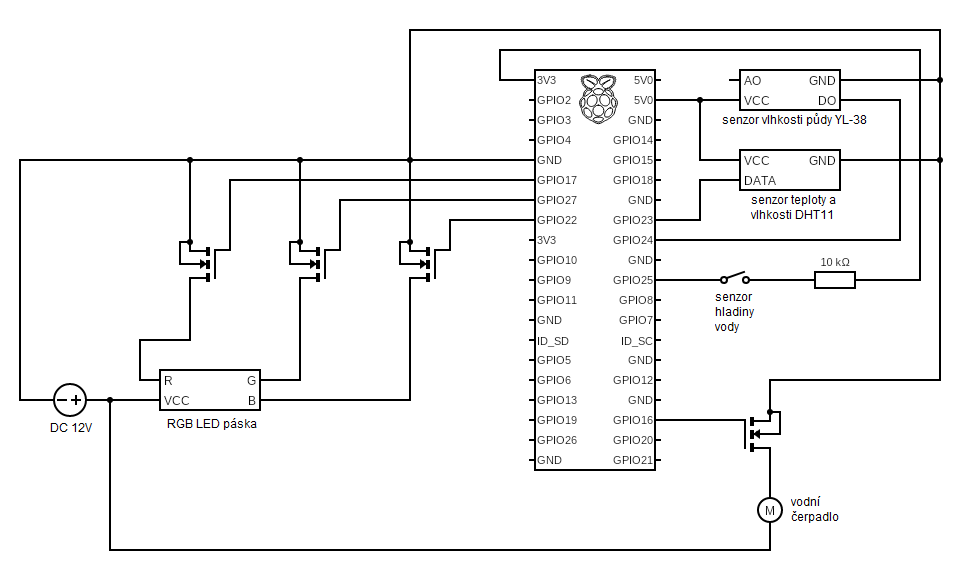 3V3
GPIO2
GPIO3
GPIO4
GND
GPIO17
GPIO27
GPIO22
3V3
GPIO10
GPIO9
GPIO11
GND
ID_SD
GPIO5
GPIO6
GPIO13
GPIO19
GPIO26
GND
5V0
5V0
GND
GPIO14
GPIO15
GPIO18
GND
GPIO23
GPIO24
GND
GPIO25
GPIO8
GPIO7
ID_SC
GND
GPIO12
GND
GPIO16
GPIO20
GPIO21
AO GND
VCC DO
senzor vlhkosti půdy YL-38
VCC GND
DATA
senzor teploty a
vlhkosti DHT11
10 kΩ
senzor
hladiny
vody
R G
VCC B
RGB LED páska
DC 12V
M
vodní
čerpadlo